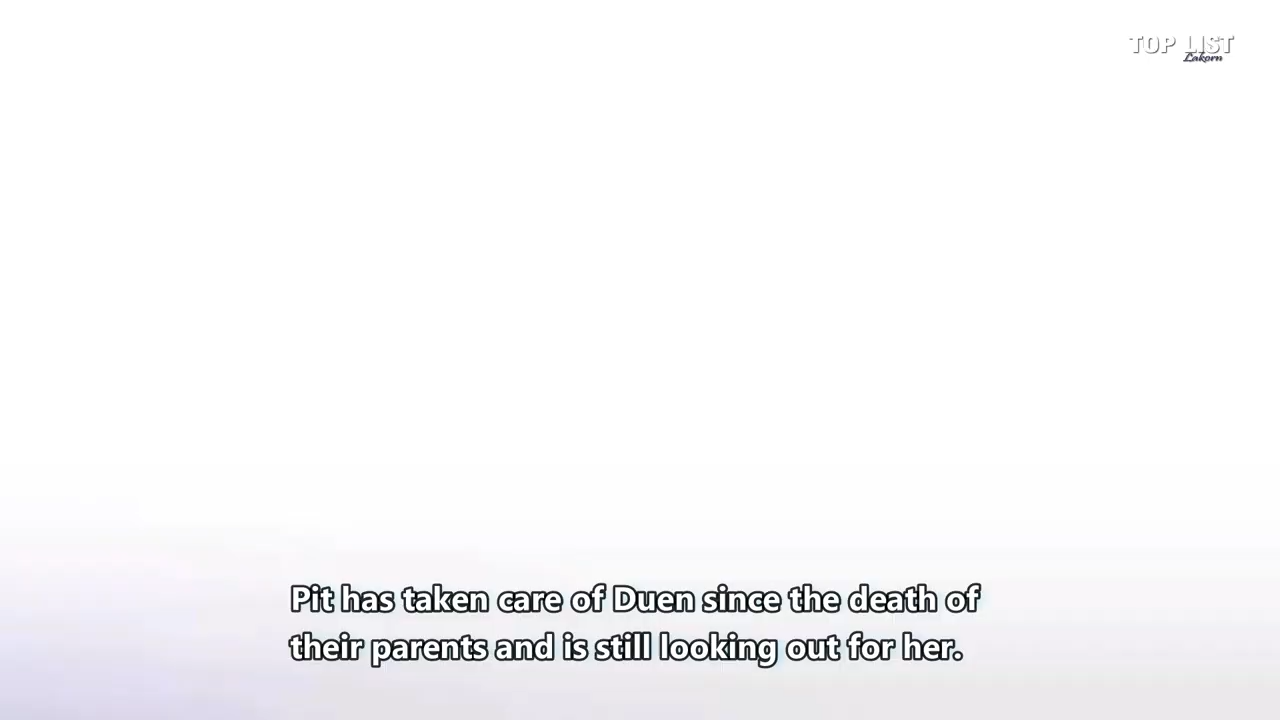 TOP LIST
Lakorn
Pit has taken care of Duen since the death of
their parents and is still looking out for her.